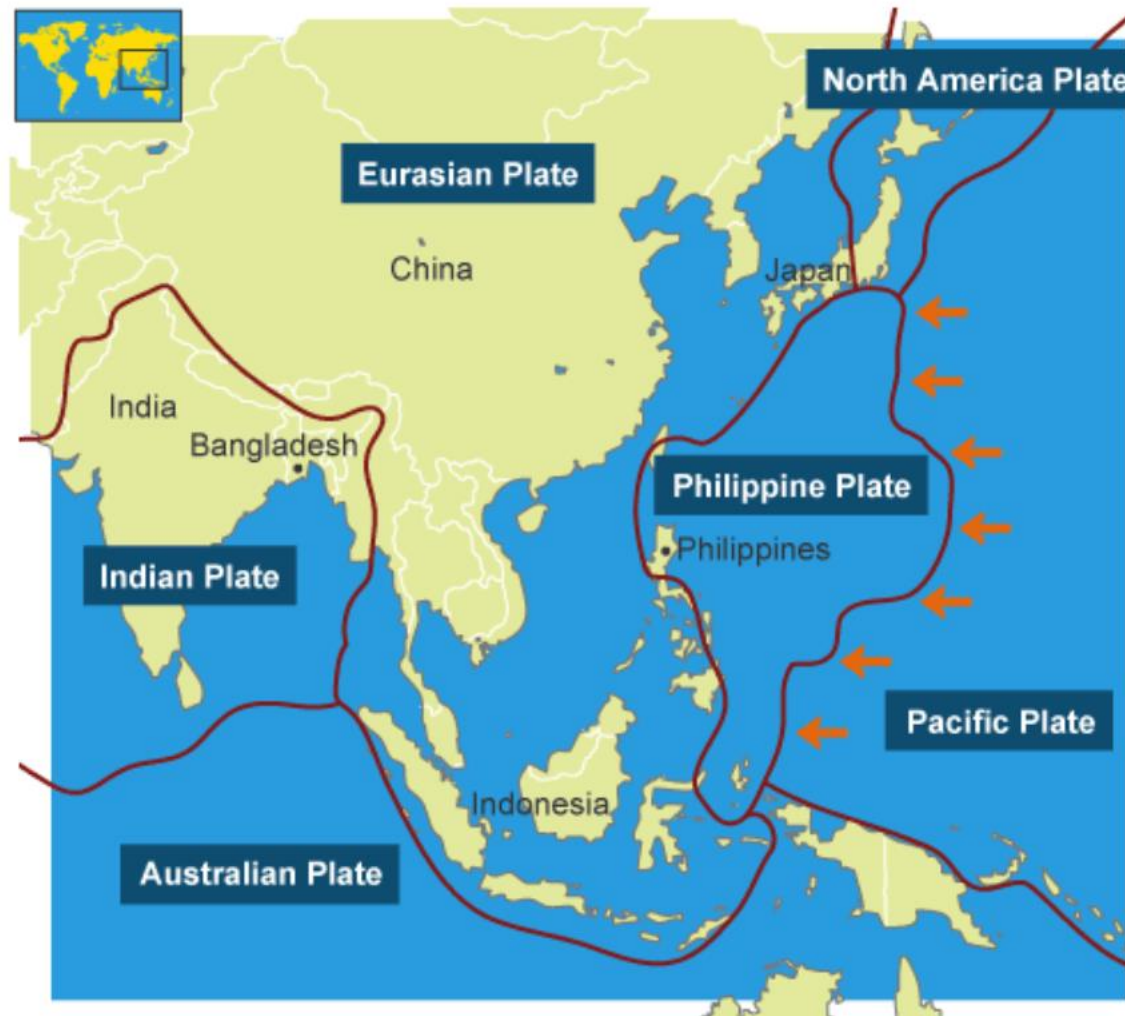 North America Plate
Eurasian Plate
China
Japan
India
Bangladesh
Philippine Plate
Philippines
Indian Plate
Pacific Plate
Indonesia
Australian Plate